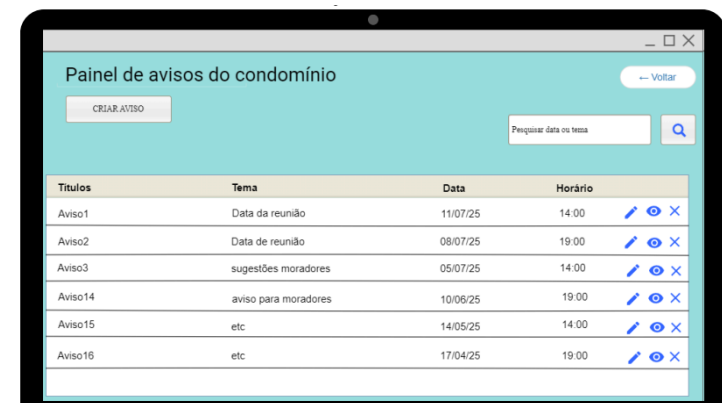 Painel de avisos do condomínio
← Voltar
CRIAR AVISO
Pesquisar data ou tema
Títulos Tema Data Horário
Aviso1 Data da reunião 11/07/25 14:00
Aviso2 Data de reunião 08/07/25 19:00
Aviso3 sugestões moradores 05/07/25 14:00
Aviso14 aviso para moradores 10/06/25 19:00
Aviso15 etc 14/05/25 14:00
Aviso16 etc 17/04/25 19:00